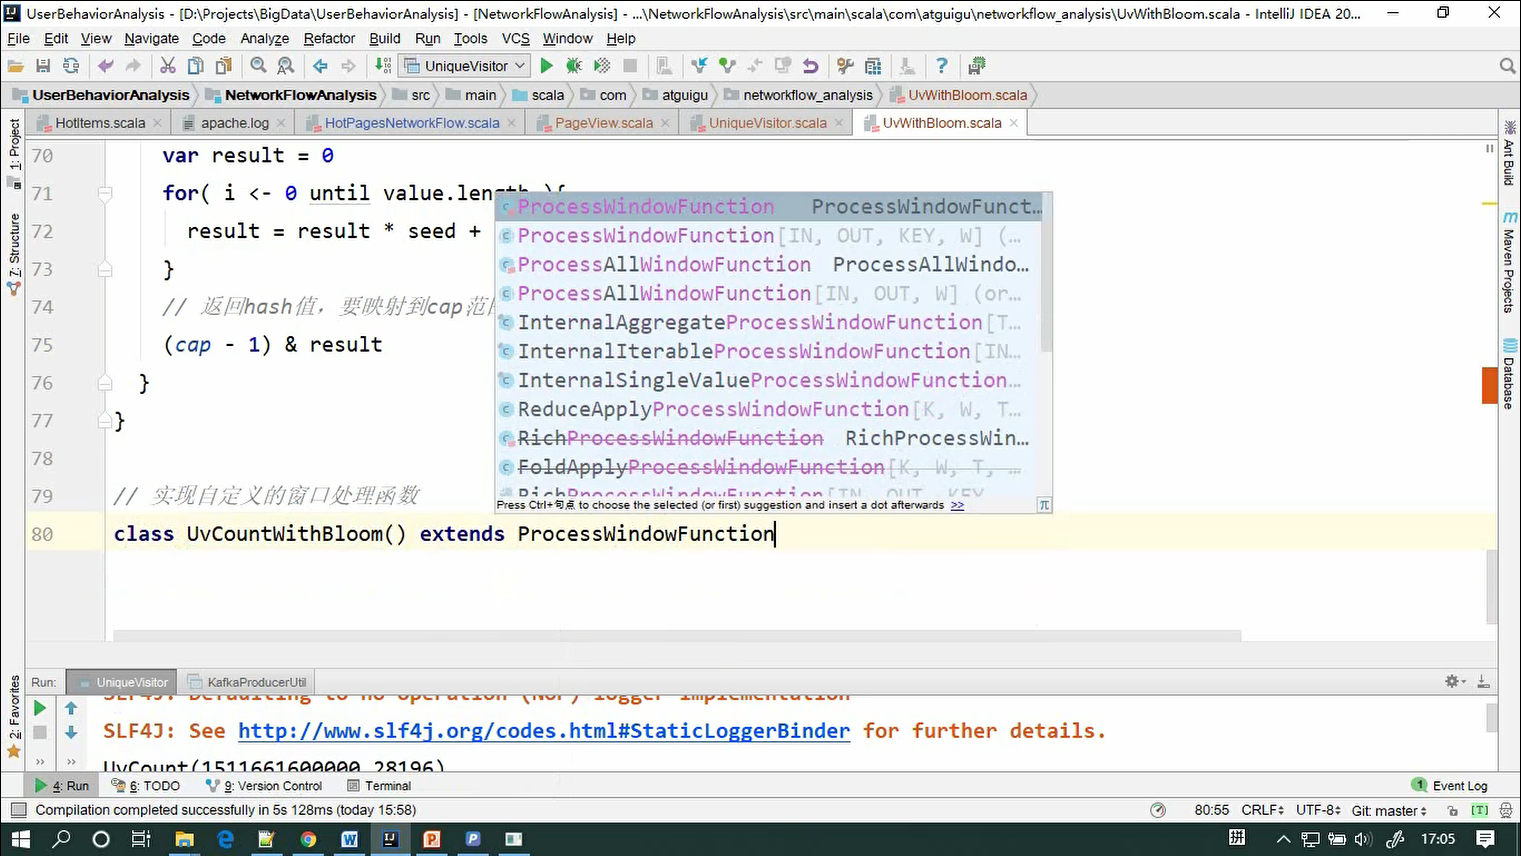 UserBehaviorAnalysis - [D:\Projects\BigData\UserBehaviorAnalysis] - [NetworkFlowAnalysis] - ...\NetworkFlowAnalysis\src\main\scala\com\atguigu\networkflow_analysis\UvWithBloom.scala - IntelliJ IDEA 20...
File Edit View Navigate Code Analyze Refactor Build Run Tools VCS Window Help
UniqueVisitor
UserBehaviorAnalysis NetworkFlowAnalysis src main scala com atguigu networkflow_analysis UvWithBloom.scala
HotItems.scala apache.log HotPagesNetworkFlow.scala PageView.scala UniqueVisitor.scala UvWithBloom.scala
1: Project
7: Structure
2: Favorites
Ant Build
Maven Projects
Database
70 var result = 0
71 for( i <- 0 until value.length ){
72 result = result * seed +
73 }
74 // 返回hash值，要映射到cap范
75 (cap - 1) & result
76 }
77 }
78
79 // 实现自定义的窗口处理函数
80 class UvCountWithBloom() extends ProcessWindowFunction
ProcessWindowFunction ProcessWindowFunct...
ProcessWindowFunction[IN, OUT, KEY, W] (...
ProcessAllWindowFunction ProcessAllWindo...
ProcessAllWindowFunction[IN, OUT, W] (or...
InternalAggregateProcessWindowFunction[T...
InternalIterableProcessWindowFunction[IN...
InternalSingleValueProcessWindowFunction...
ReduceApplyProcessWindowFunction[K, W, T...
RichProcessWindowFunction RichProcessWin...
FoldApplyProcessWindowFunction[K, W, T, ...
RichProcessWindowFunction[IN, OUT, KEY
Press Ctrl+句点 to choose the selected (or first) suggestion and insert a dot afterwards >> π
Run: UniqueVisitor KafkaProducerUtil
SLF4J: Defaulting to no-operation (NOP) logger implementation
SLF4J: See http://www.slf4j.org/codes.html#StaticLoggerBinder for further details.
UvCount(1511661600000,28196)
4: Run 6: TODO 9: Version Control Terminal 1 Event Log
Compilation completed successfully in 5s 128ms (today 15:58) 80:55 CRLF UTF-8 Git: master [T]
拼 17:05